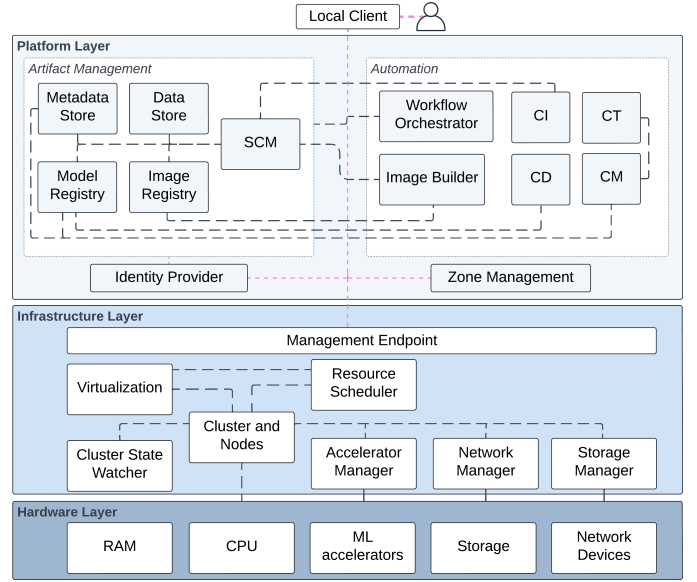 Local Client
Platform Layer
Artifact Management
Automation
Metadata
Store
Data
Store
SCM
Workflow
Orchestrator
CI
CT
Model
Registry
Image
Registry
Image Builder
CD
CM
Identity Provider
Zone Management
Infrastructure Layer
Management Endpoint
Virtualization
Resource
Scheduler
Cluster and
Nodes
Cluster State
Watcher
Accelerator
Manager
Network
Manager
Storage
Manager
Hardware Layer
RAM
CPU
ML
accelerators
Storage
Network
Devices